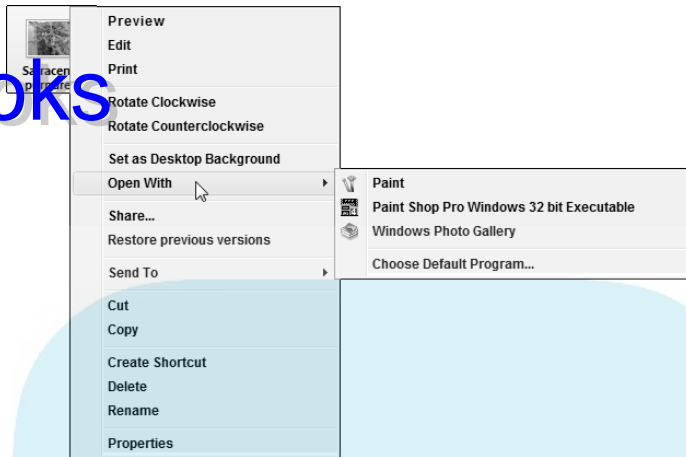 Preview
Edit
Print
oks
Rotate Clockwise
Rotate Counterclockwise
Set as Desktop Background
Open With
Paint
Paint Shop Pro Windows 32 bit Executable
Windows Photo Gallery
Choose Default Program...
Share...
Restore previous versions
Send To
Cut
Copy
Create Shortcut
Delete
Rename
Properties